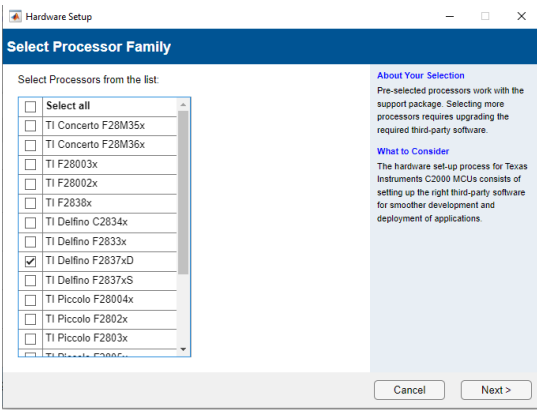 Hardware Setup
Select Processor Family
Select Processors from the list:
Select all
TI Concerto F28M35x
TI Concerto F28M36x
TI F28003x
TI F28002x
TI F2838x
TI Delfino C2834x
TI Delfino F2833x
TI Delfino F2837xD
TI Delfino F2837xS
TI Piccolo F28004x
TI Piccolo F2802x
TI Piccolo F2803x
About Your Selection
Pre-selected processors work with the
support package. Selecting more
processors requires upgrading the
required third-party software.
What to Consider
The hardware set-up process for Texas
Instruments C2000 MCUs consists of
setting up the right third-party software
for smoother development and
deployment of applications.
Cancel
Next >